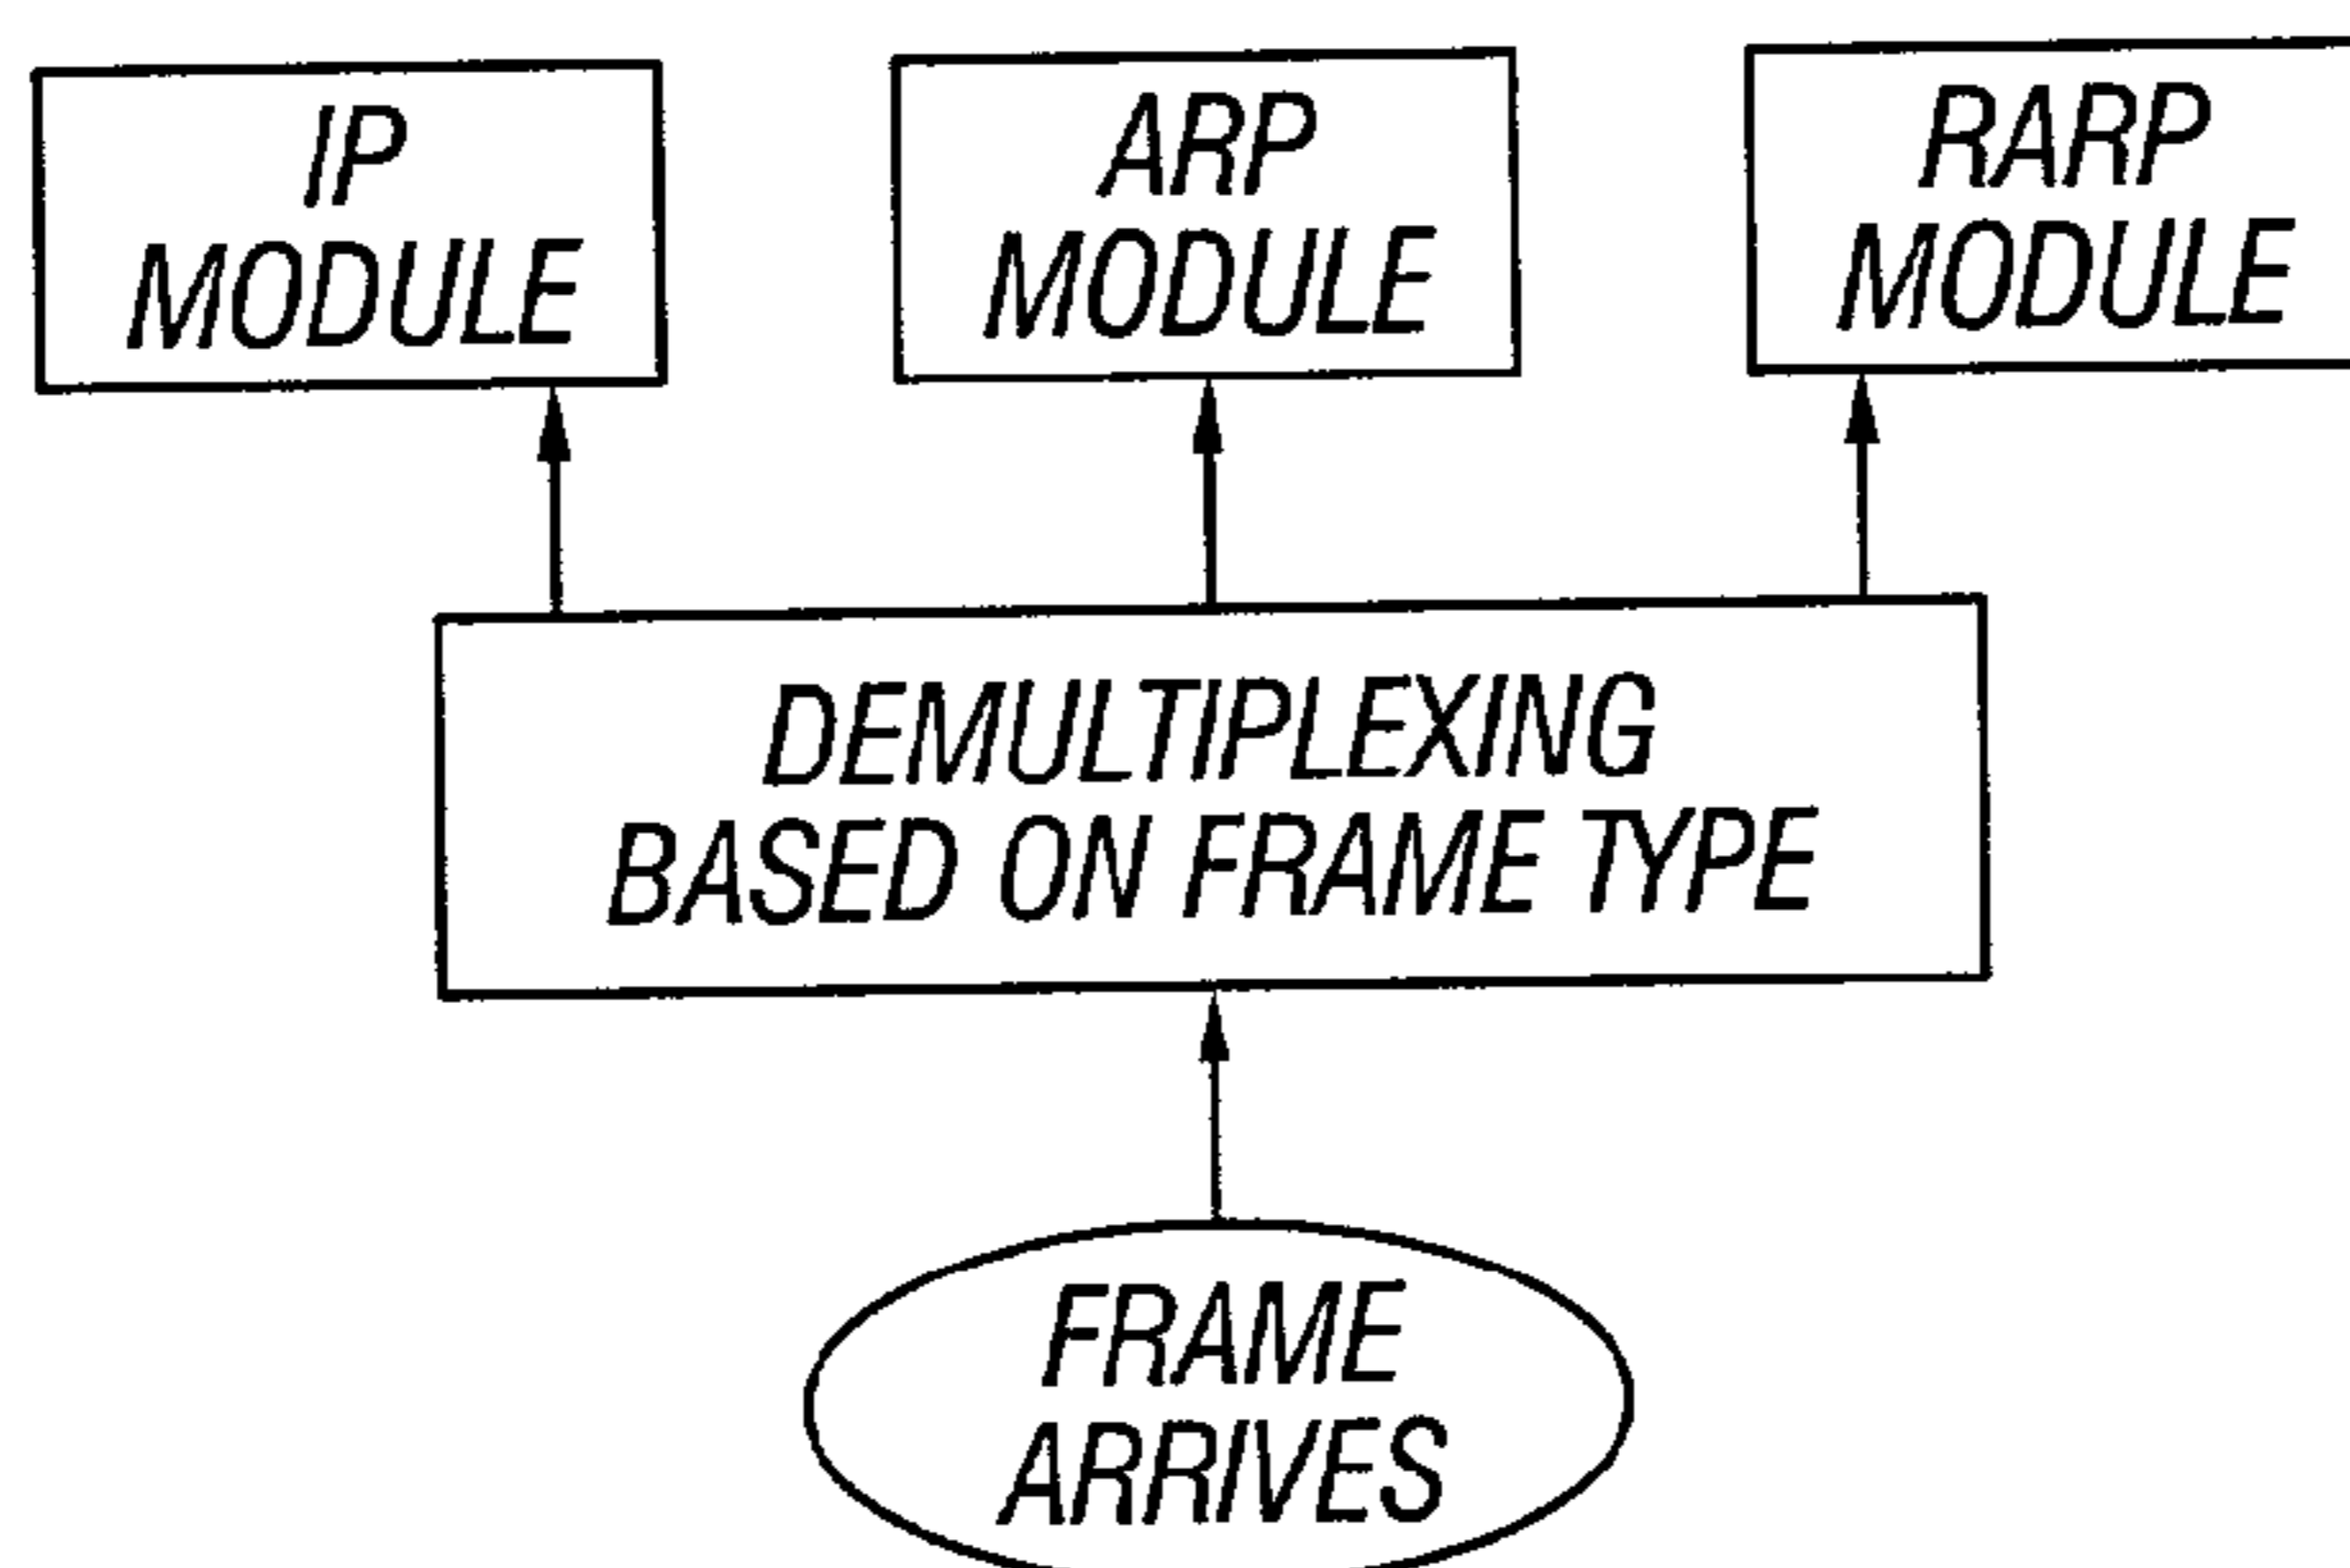 IP
MODULE
ARP
MODULE
RARP
MODULE
DEMULTIPLEXING
BASED ON FRAME TYPE
FRAME
ARRIVES